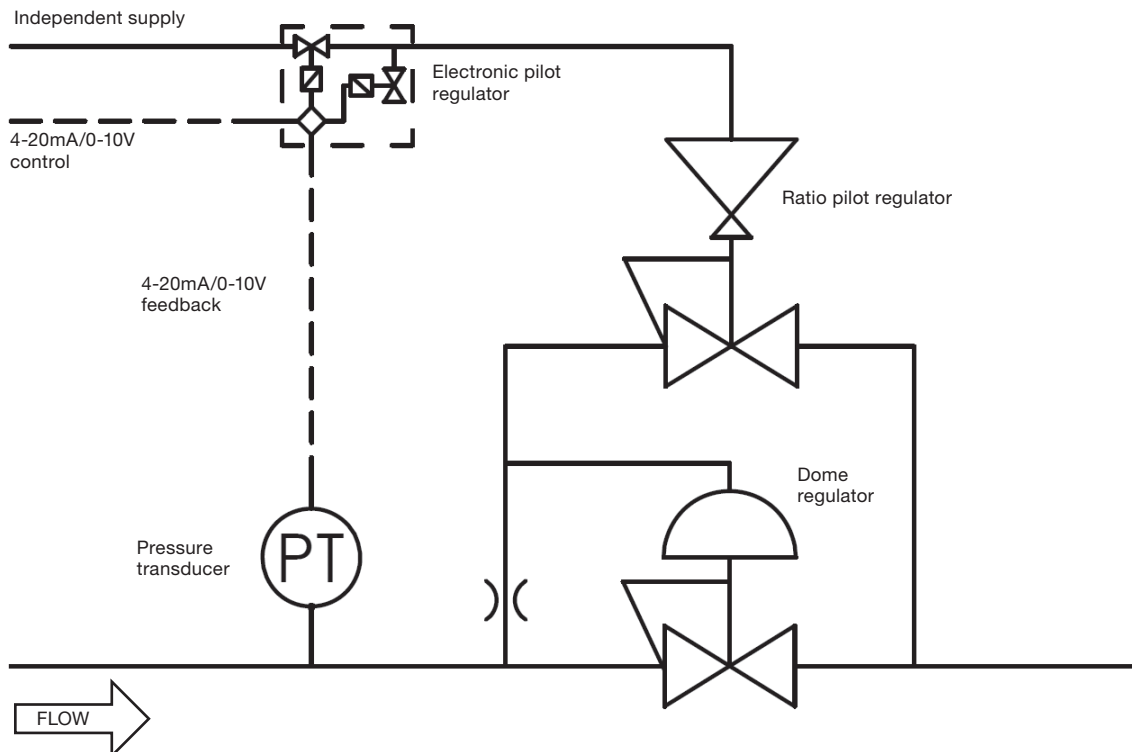 Independent supply
Electronic pilot
regulator
4-20mA/0-10V
control
Ratio pilot regulator
4-20mA/0-10V
feedback
Dome
regulator
Pressure
transducer
PT
FLOW